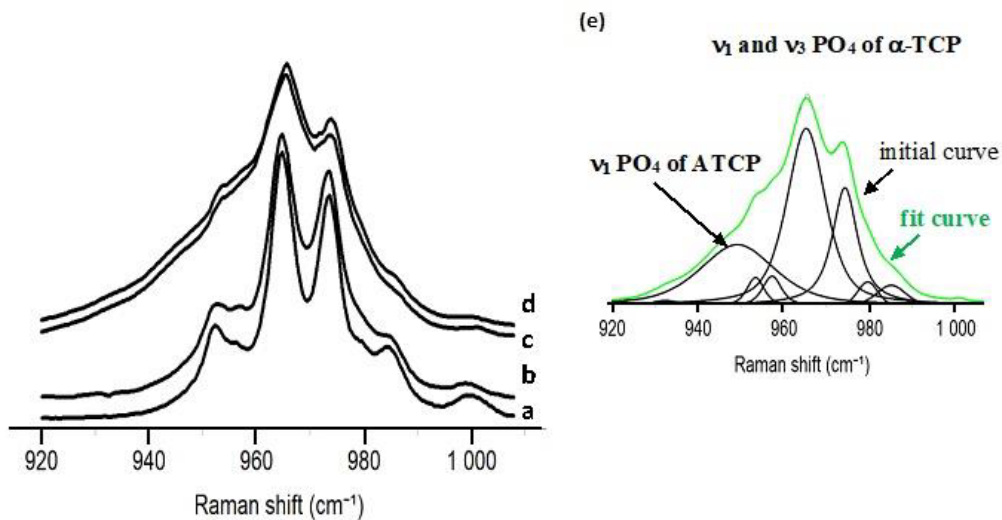 d
c
b
a
920 940 960 980 1 000
Raman shift (cm⁻¹)
(e)
ν₁ and ν₃ PO₄ of α-TCP
ν₁ PO₄ of ATCP
initial curve
fit curve
920 940 960 980 1 000
Raman shift (cm⁻¹)